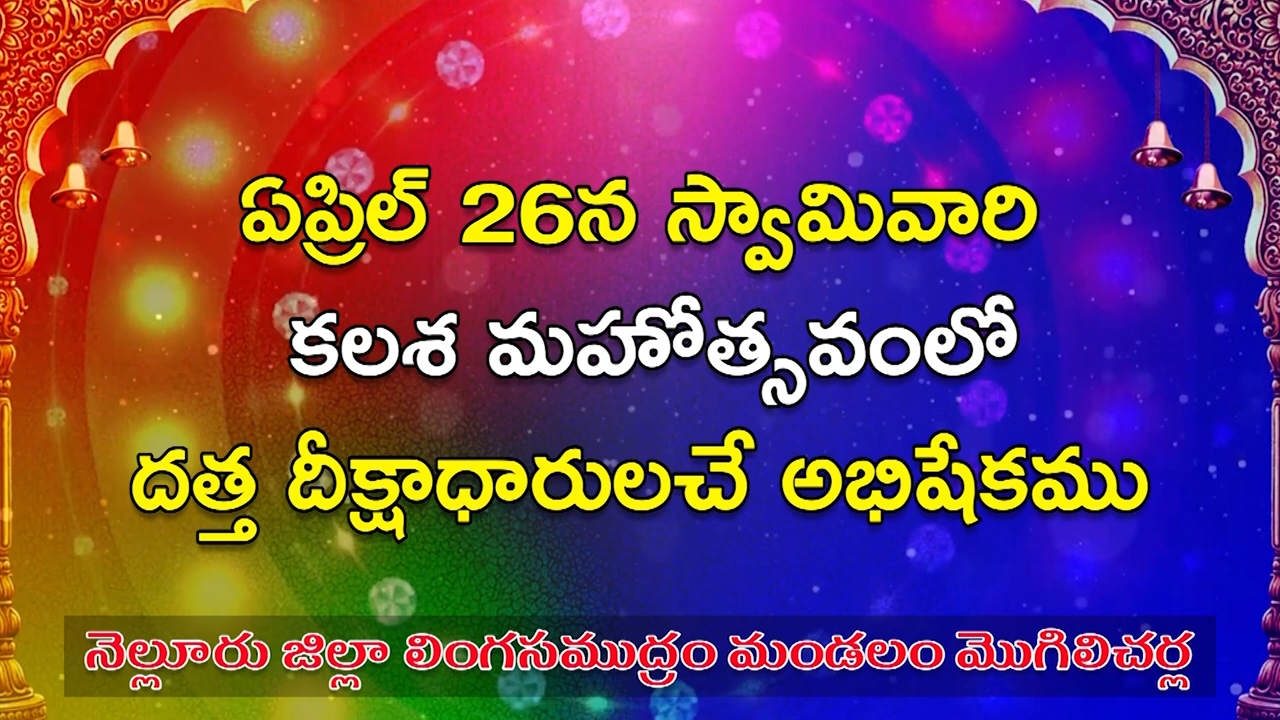 ఏప్రిల్ 26న స్వామివారి
కలశ మహోత్సవంలో
దత్త దీక్షాధారులచే అభిషేకము
నెల్లూరు జిల్లా లింగసముద్రం మండలం మొగిలిచర్ల